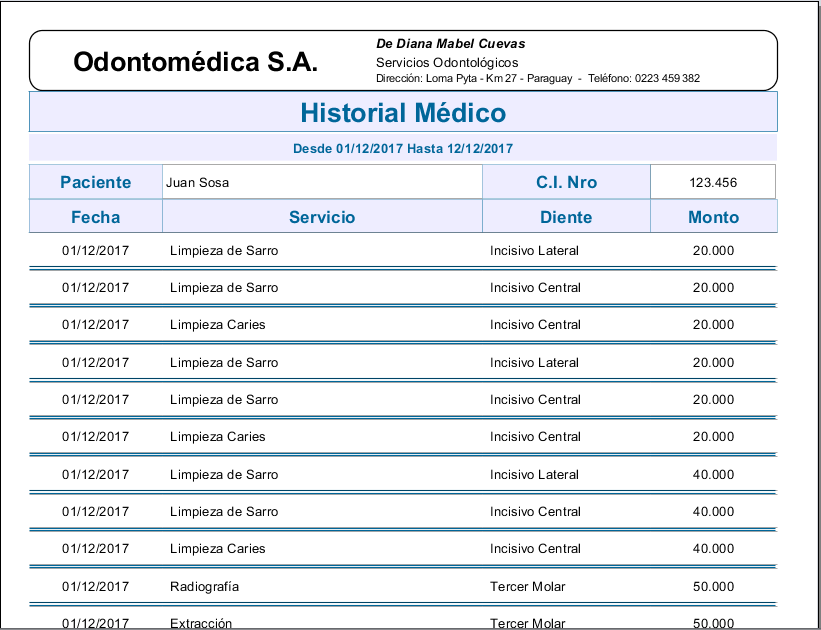 Odontomédica S.A.
De Diana Mabel Cuevas
Servicios Odontológicos
Dirección: Loma Pyta - Km 27 - Paraguay - Teléfono: 0223 459 382
Historial Médico
Desde 01/12/2017 Hasta 12/12/2017
Paciente Juan Sosa C.I. Nro 123.456
Fecha Servicio Diente Monto
01/12/2017 Limpieza de Sarro Incisivo Lateral 20.000
01/12/2017 Limpieza de Sarro Incisivo Central 20.000
01/12/2017 Limpieza Caries Incisivo Central 20.000
01/12/2017 Limpieza de Sarro Incisivo Lateral 20.000
01/12/2017 Limpieza de Sarro Incisivo Central 20.000
01/12/2017 Limpieza Caries Incisivo Central 20.000
01/12/2017 Limpieza de Sarro Incisivo Lateral 40.000
01/12/2017 Limpieza de Sarro Incisivo Central 40.000
01/12/2017 Limpieza Caries Incisivo Central 40.000
01/12/2017 Radiografía Tercer Molar 50.000
01/12/2017 Extracción Tercer Molar 50.000